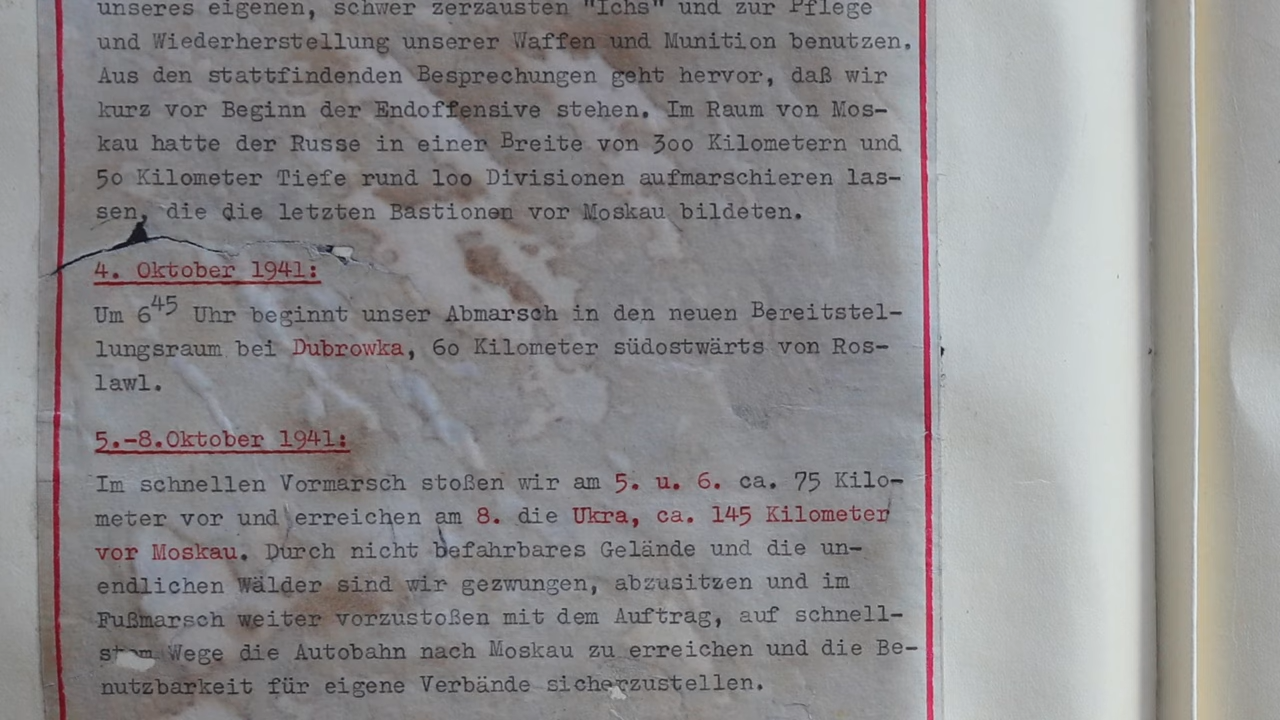 unseres eigenen, schwer zerzausten "Ichs" und zur Pflege
und Wiederherstellung unserer Waffen und Munition benutzen.
Aus den stattfindenden Besprechungen geht hervor, daß wir
kurz vor Beginn der Endoffensive stehen. Im Raum von Mos-
kau hatte der Russe in einer Breite von 3oo Kilometern und
5o Kilometer Tiefe rund loo Divisionen aufmarschieren las-
sen, die die letzten Bastionen vor Moskau bildeten.
4. Oktober 1941:
Um 6⁴⁵ Uhr beginnt unser Abmarsch in den neuen Bereitstel-
lungsraum bei Dubrowka, 6o Kilometer südostwärts von Ros-
lawl.
5.-8.Oktober 1941:
Im schnellen Vormarsch stoßen wir am 5. u. 6. ca. 75 Kilo-
meter vor und erreichen am 8. die Ukra, ca. 145 Kilometer
vor Moskau. Durch nicht befahrbares Gelände und die un-
endlichen Wälder sind wir gezwungen, abzusitzen und im
Fußmarsch weiter vorzustoßen mit dem Auftrag, auf schnell-
stem Wege die Autobahn nach Moskau zu erreichen und die Be-
nutzbarkeit für eigene Verbände sicherzustellen.